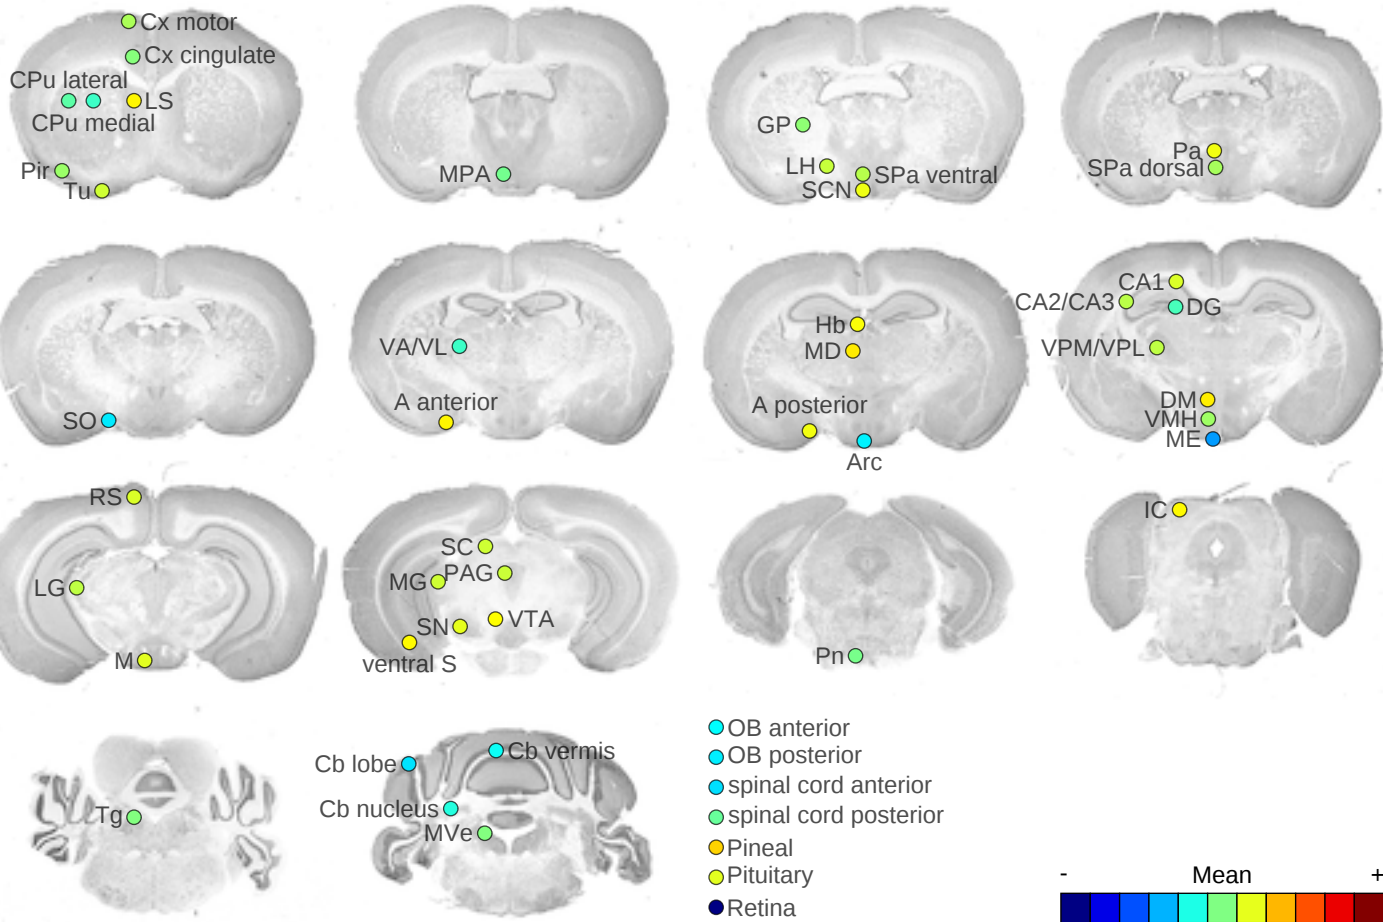 Cx motor
Cx cingulate
CPu lateral
LS
CPu medial
Pir
Tu
MPA
GP
LH
SPa ventral
SCN
Pa
SPa dorsal
SO
VA/VL
A anterior
Hb
MD
A posterior
Arc
CA1
CA2/CA3
DG
VPM/VPL
DM
VMH
ME
RS
LG
M
SC
PAG
MG
VTA
SN
ventral S
Pn
IC
Tg
Cb lobe
Cb vermis
Cb nucleus
MVe
OB anterior
OB posterior
spinal cord anterior
spinal cord posterior
Pineal
Pituitary
Retina
- Mean +